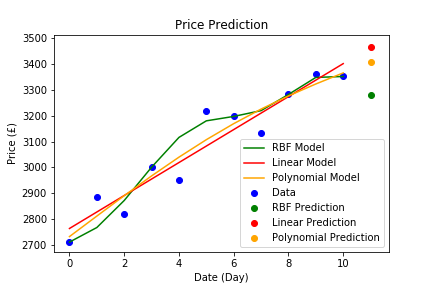 Price Prediction
3500
3400
3300
3200
3100
3000
2900
2800
2700
Price (£)
RBF Model
Linear Model
Polynomial Model
Data
RBF Prediction
Linear Prediction
Polynomial Prediction
0 2 4 6 8 10
Date (Day)